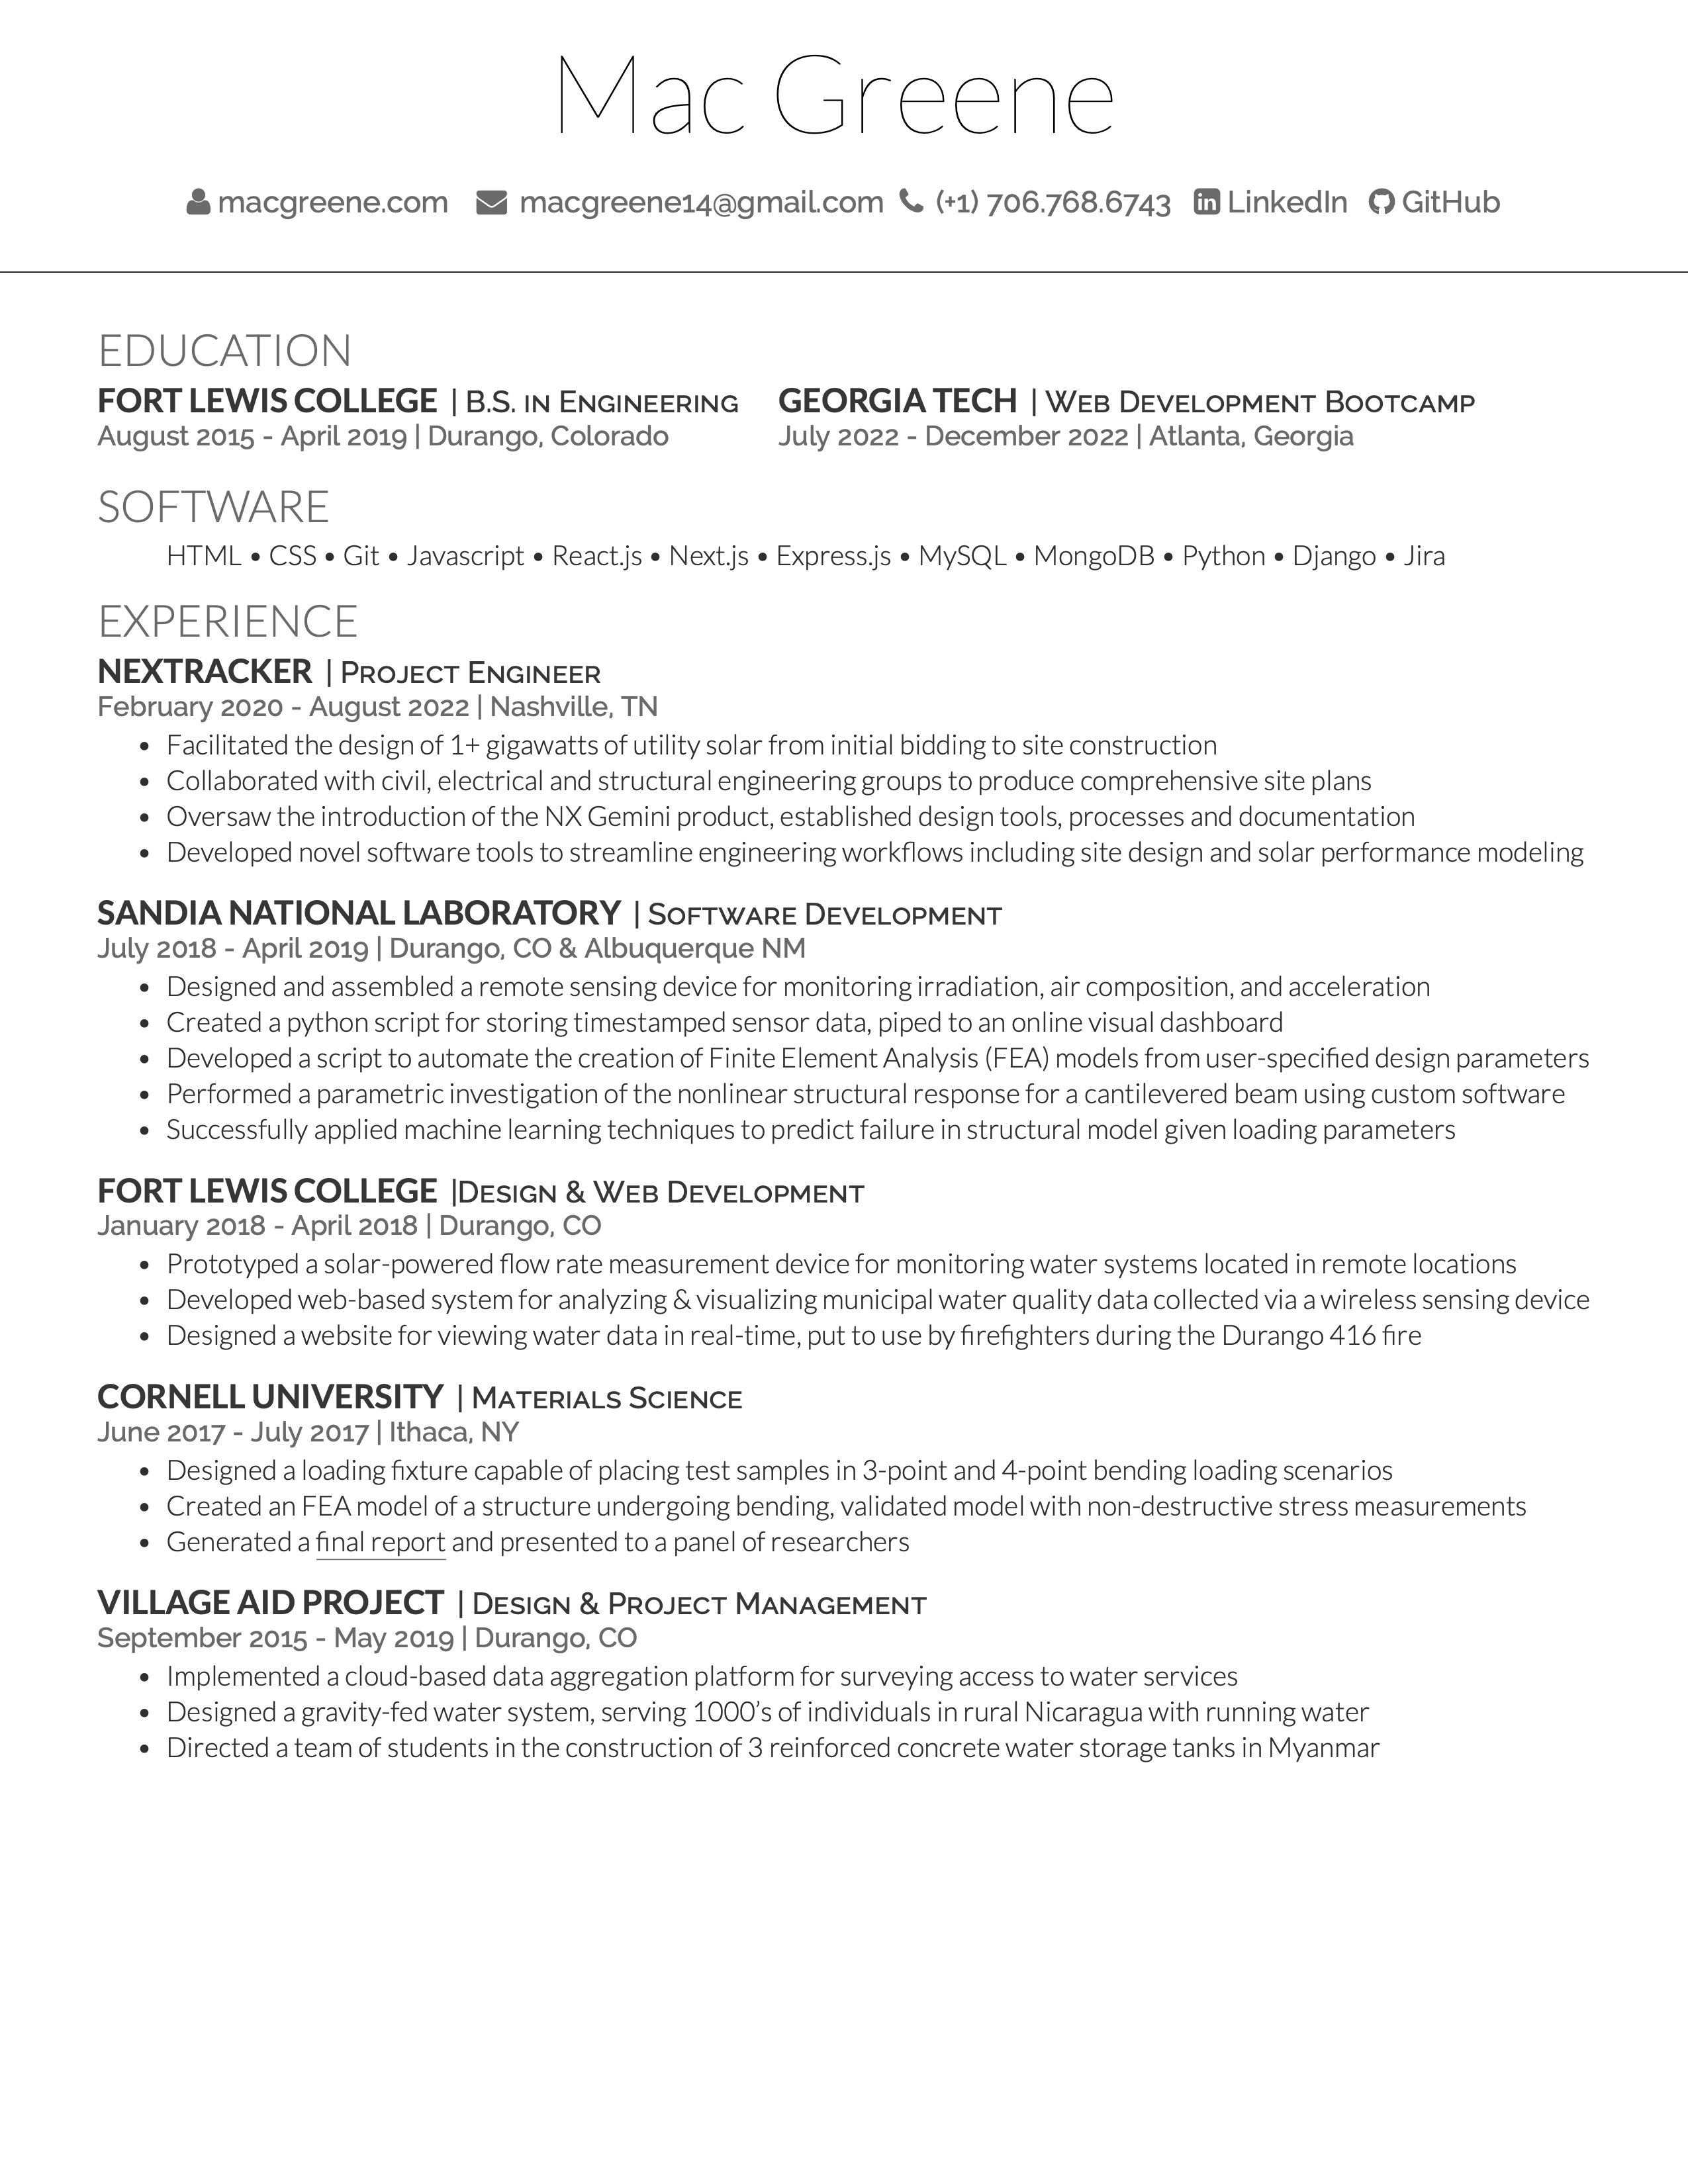 Mac Greene
macgreene.com macgreene14@gmail.com (+1) 706.768.6743 LinkedIn GitHub
EDUCATION
FORT LEWIS COLLEGE | B.S. IN ENGINEERING
August 2015 - April 2019 | Durango, Colorado
GEORGIA TECH | WEB DEVELOPMENT BOOTCAMP
July 2022 - December 2022 | Atlanta, Georgia
SOFTWARE
HTML • CSS • Git • Javascript • React.js • Next.js • Express.js • MySQL • MongoDB • Python • Django • Jira
EXPERIENCE
NEXTRACKER | PROJECT ENGINEER
February 2020 - August 2022 | Nashville, TN
• Facilitated the design of 1+ gigawatts of utility solar from initial bidding to site construction
• Collaborated with civil, electrical and structural engineering groups to produce comprehensive site plans
• Oversaw the introduction of the NX Gemini product, established design tools, processes and documentation
• Developed novel software tools to streamline engineering workflows including site design and solar performance modeling
SANDIA NATIONAL LABORATORY | SOFTWARE DEVELOPMENT
July 2018 - April 2019 | Durango, CO & Albuquerque NM
• Designed and assembled a remote sensing device for monitoring irradiation, air composition, and acceleration
• Created a python script for storing timestamped sensor data, piped to an online visual dashboard
• Developed a script to automate the creation of Finite Element Analysis (FEA) models from user-specified design parameters
• Performed a parametric investigation of the nonlinear structural response for a cantilevered beam using custom software
• Successfully applied machine learning techniques to predict failure in structural model given loading parameters
FORT LEWIS COLLEGE |DESIGN & WEB DEVELOPMENT
January 2018 - April 2018 | Durango, CO
• Prototyped a solar-powered flow rate measurement device for monitoring water systems located in remote locations
• Developed web-based system for analyzing & visualizing municipal water quality data collected via a wireless sensing device
• Designed a website for viewing water data in real-time, put to use by firefighters during the Durango 416 fire
CORNELL UNIVERSITY | MATERIALS SCIENCE
June 2017 - July 2017 | Ithaca, NY
• Designed a loading fixture capable of placing test samples in 3-point and 4-point bending loading scenarios
• Created an FEA model of a structure undergoing bending, validated model with non-destructive stress measurements
• Generated a final report and presented to a panel of researchers
VILLAGE AID PROJECT | DESIGN & PROJECT MANAGEMENT
September 2015 - May 2019 | Durango, CO
• Implemented a cloud-based data aggregation platform for surveying access to water services
• Designed a gravity-fed water system, serving 1000’s of individuals in rural Nicaragua with running water
• Directed a team of students in the construction of 3 reinforced concrete water storage tanks in Myanmar